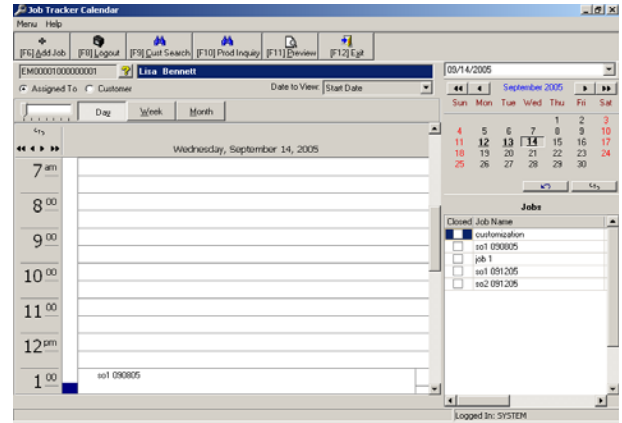 Job Tracker Calendar
Menu Help
[F6] Add Job [F8] Logout [F9] Cust Search [F10] Prod Inquiry [F11] Preview [F12] Exit
EM00001000000001 Lisa Bennett
Assigned To Customer Date to View: Start Date
Day Week Month
Wednesday, September 14, 2005
7 am
8 00
9 00
10 00
11 00
12 pm
1 00 so1 090805
09/14/2005
September 2005
Sun Mon Tue Wed Thu Fri Sat
1 2 3
4 5 6 7 8 9 10
11 12 13 14 15 16 17
18 19 20 21 22 23 24
25 26 27 28 29 30
Jobs
Closed Job Name
customization
so1 090805
job 1
so1 091205
so2 091205
Logged In: SYSTEM